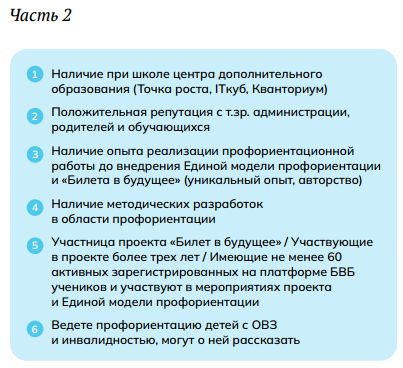 Часть 2
1 Наличие при школе центра дополнительного
образования (Точка роста, ITкуб, Кванториум)
2 Положительная репутация с т.зр. администрации,
родителей и обучающихся
3 Наличие опыта реализации профориентационной
работы до внедрения Единой модели профориентации
и «Билета в будущее» (уникальный опыт, авторство)
4 Наличие методических разработок
в области профориентации
5 Участница проекта «Билет в будущее» / Участвующие
в проекте более трех лет / Имеющие не менее 60
активных зарегистрированных на платформе БВБ
учеников и участвуют в мероприятиях проекта
и Единой модели профориентации
6 Ведете профориентацию детей с ОВЗ
и инвалидностью, могут о ней рассказать